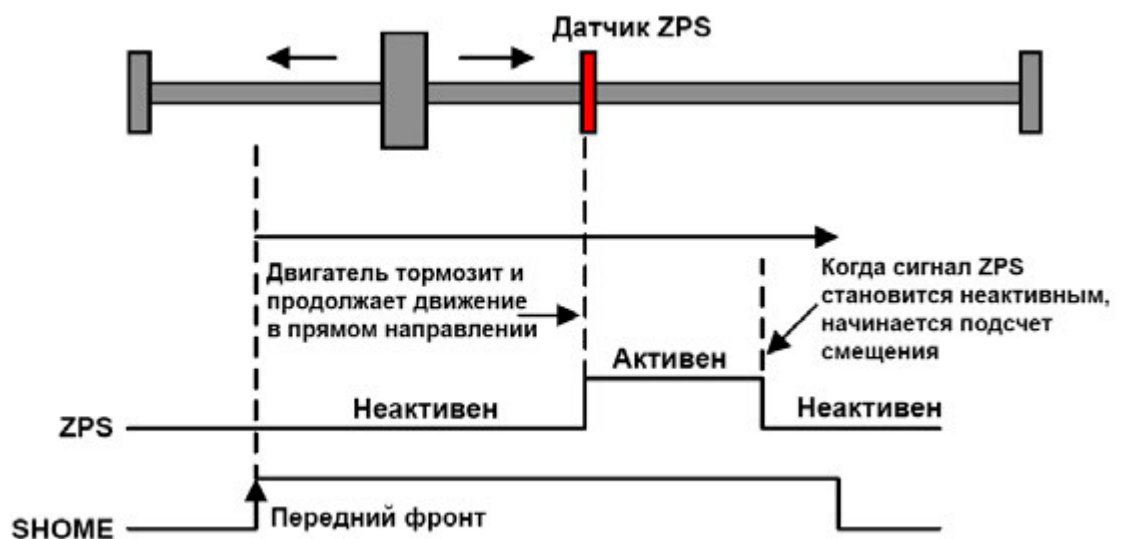 Датчик ZPS
Двигатель тормозит и
продолжает движение
в прямом направлении
Когда сигнал ZPS
становится неактивным,
начинается подсчет
смещения
Активен
Неактивен
Неактивен
ZPS
Передний фронт
SHOME